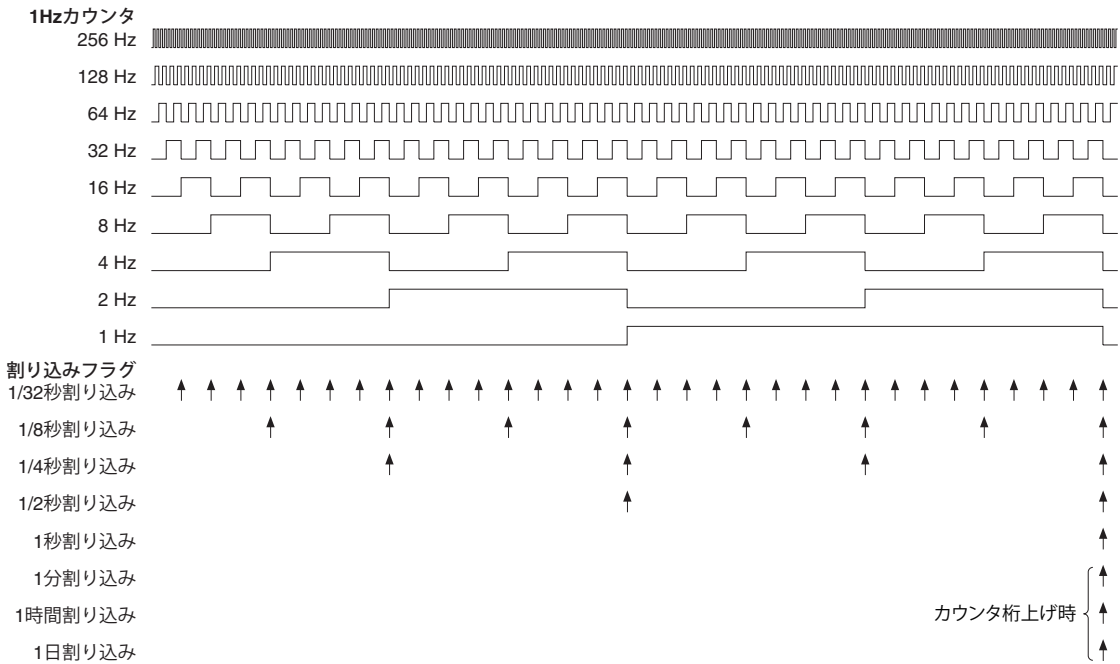 1Hzカウンタ
256 Hz
128 Hz
64 Hz
32 Hz
16 Hz
8 Hz
4 Hz
2 Hz
1 Hz
割り込みフラグ
1/32秒割り込み
1/8秒割り込み
1/4秒割り込み
1/2秒割り込み
1秒割り込み
1分割り込み
1時間割り込み
カウンタ桁上げ時
1日割り込み